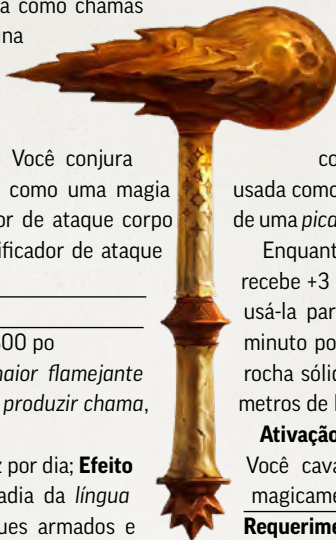 a como chamas
na
Você conjura
como uma magia
or de ataque corpo
ificador de ataque
00 po
maior flamejante
produzir chama,
z por dia; Efeito
adia da língua
ues armados e
co
usada como
de uma pica
Enquant
recebe +3
usá-la par
minuto po
rocha sólid
metros de l
Ativação
Você cava
magicame
Requerime